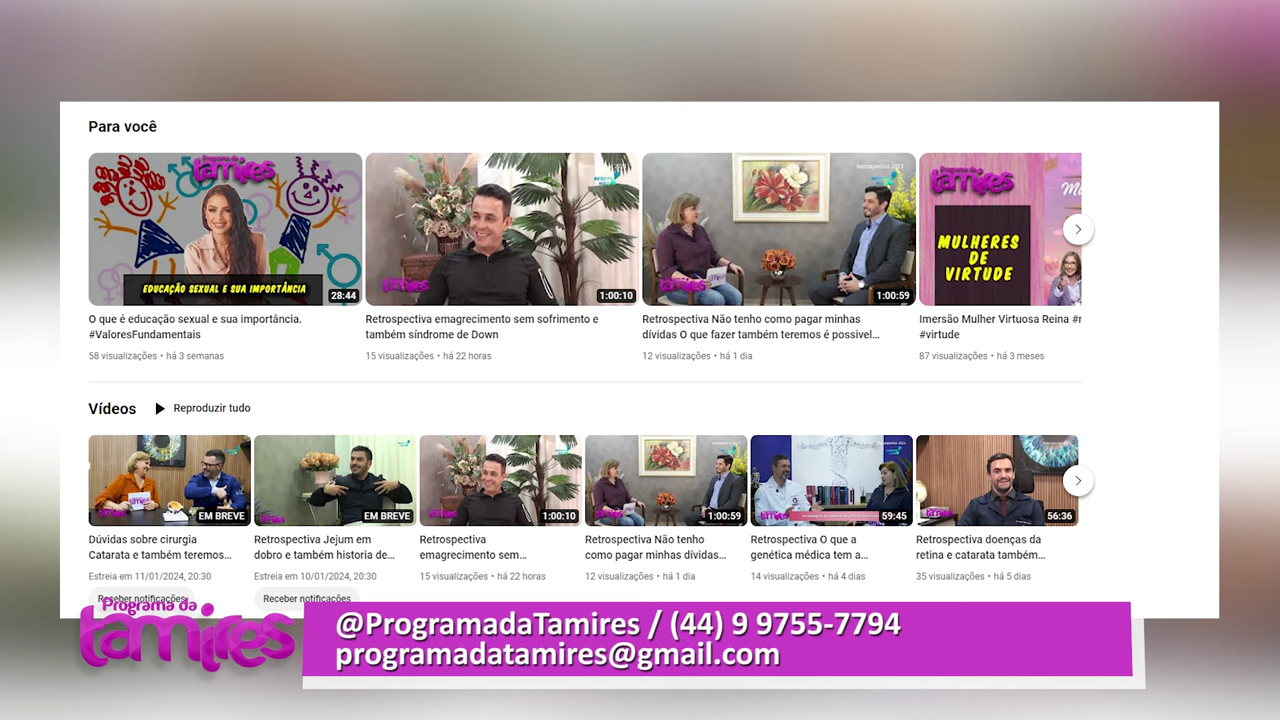 Para você
Programa da
tamires
EDUCAÇÃO SEXUAL E SUA IMPORTÂNCIA
28:44
1:00:10
Retrospectiva 2023
1:00:59
Programa da
tamires
MULHERES
DE
VIRTUDE
O que é educação sexual e sua importância.
#ValoresFundamentais
58 visualizações • há 3 semanas
Retrospectiva emagrecimento sem sofrimento e
também síndrome de Down
15 visualizações • há 22 horas
Retrospectiva Não tenho como pagar minhas
dívidas O que fazer também teremos é possivel...
12 visualizações • há 1 dia
Imersão Mulher Virtuosa Reina
#virtude
87 visualizações • há 3 meses
Vídeos
Reproduzir tudo
EM BREVE
EM BREVE
1:00:10
1:00:59
59:45
56:36
Dúvidas sobre cirurgia
Catarata e também teremos...
Estreia em 11/01/2024, 20:30
Receber notificações
Retrospectiva Jejum em
dobro e também historia de...
Estreia em 10/01/2024, 20:30
Receber notificações
Retrospectiva
emagrecimento sem...
15 visualizações • há 22 horas
Retrospectiva Não tenho
como pagar minhas dívidas...
12 visualizações • há 1 dia
Retrospectiva O que a
genética médica tem a...
14 visualizações • há 4 dias
Retrospectiva doenças da
retina e catarata também...
35 visualizações • há 5 dias
Programa da
tamires
@ProgramadaTamires / (44) 9 9755-7794
programadatamires@gmail.com